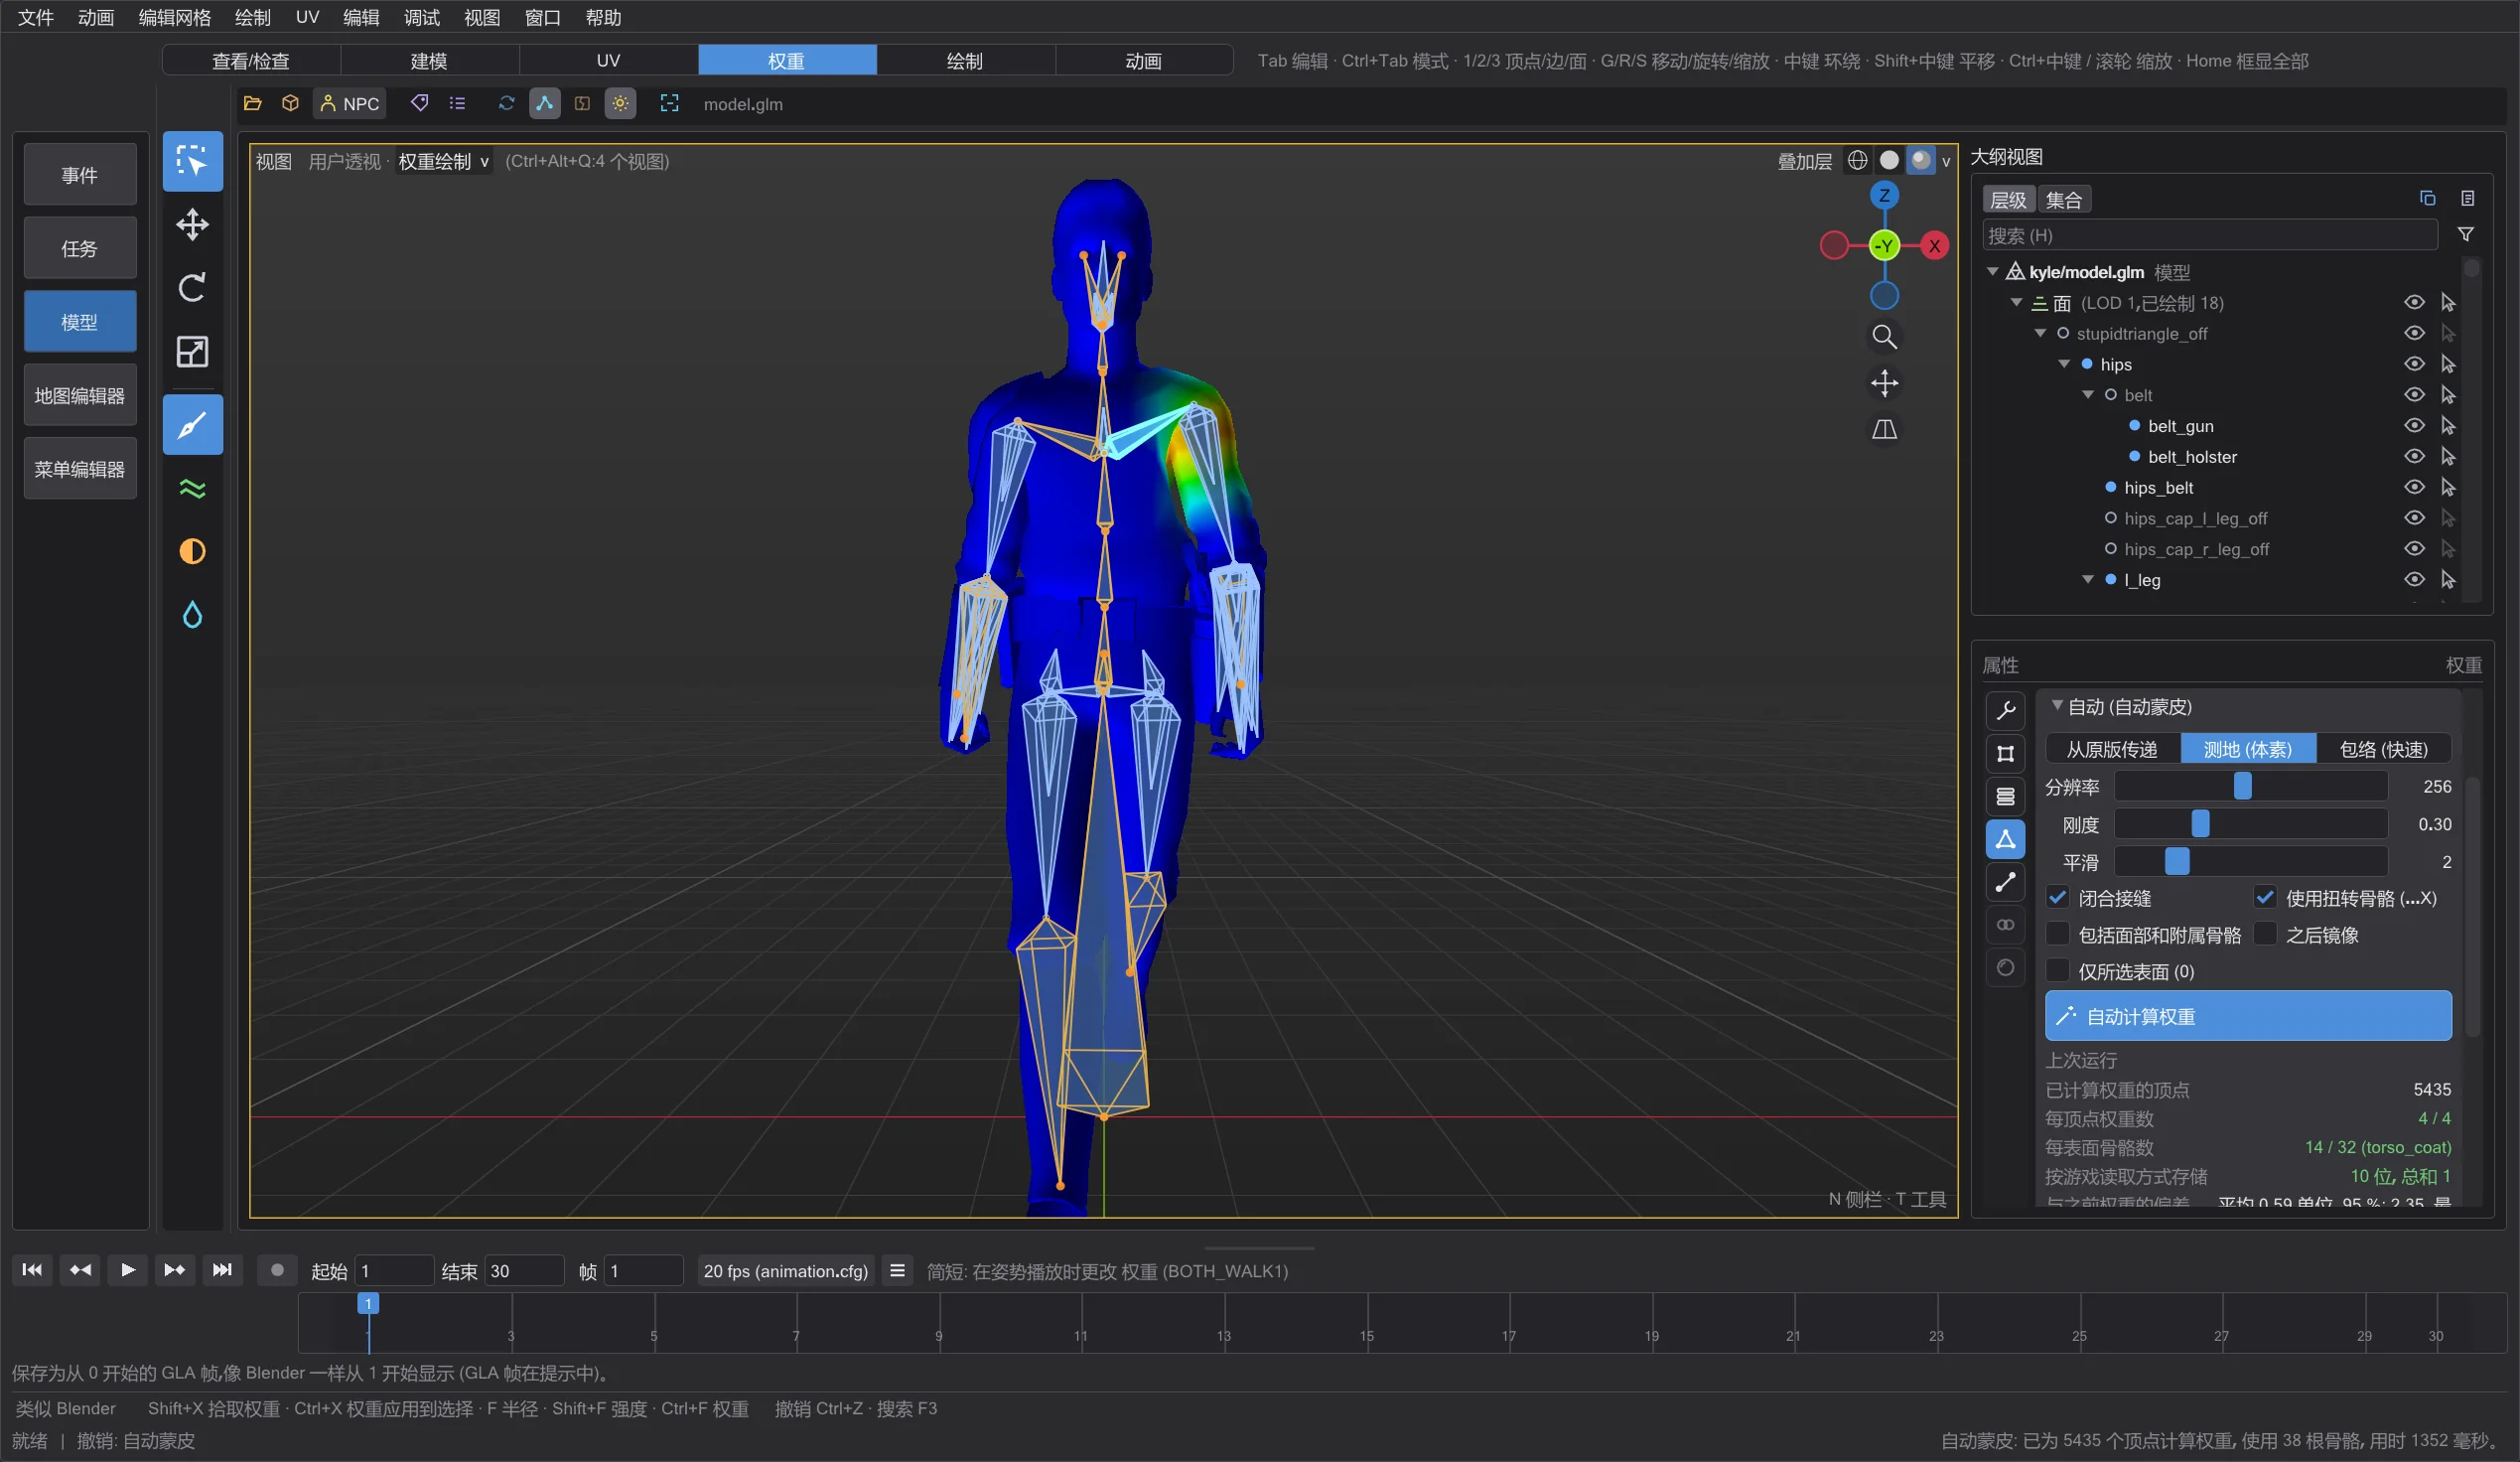 文件 动画 编辑网格 绘制 UV 编辑 调试 视图 窗口 帮助
查看/检查 建模 UV 权重 绘制 动画 Tab 编辑 · Ctrl+Tab 模式 · 1/2/3 顶点/边/面 · G/R/S 移动/旋转/缩放 · 中键 环绕 · Shift+中键 平移 · Ctrl+中键 / 滚轮 缩放 · Home 框显全部
NPC model.glm
事件
任务
模型
地图编辑器
菜单编辑器
视图 用户透视 · 权重绘制 v (Ctrl+Alt+Q:4 个视图)
叠加层 v
Z
-Y X
N 侧栏 · T 工具
大纲视图
层级 集合
搜索 (H)
kyle/model.glm 模型
面 (LOD 1,已绘制 18)
stupidtriangle_off
hips
belt
belt_gun
belt_holster
hips_belt
hips_cap_l_leg_off
hips_cap_r_leg_off
l_leg
属性 权重
自动 (自动蒙皮)
从原版传递 测地 (体素) 包络 (快速)
分辨率 256
刚度 0.30
平滑 2
闭合接缝 使用扭转骨骼 (...X)
包括面部和附属骨骼 之后镜像
仅所选表面 (0)
自动计算权重
上次运行
已计算权重的顶点 5435
每顶点权重数 4 / 4
每表面骨骼数 14 / 32 (torso_coat)
按游戏读取方式存储 10 位, 总和 1
与之前权重的偏差 平均 0.59 单位, 95 %: 2.35, 最
起始 1 结束 30 帧 1 20 fps (animation.cfg) 简短: 在姿势播放时更改 权重 (BOTH_WALK1)
1
1 3 5 7 9 11 13 15 17 19 21 23 25 27 29 30
保存为从 0 开始的 GLA 帧,像 Blender 一样从 1 开始显示 (GLA 帧在提示中)。
类似 Blender Shift+X 拾取权重 · Ctrl+X 权重应用到选择 · F 半径 · Shift+F 强度 · Ctrl+F 权重 撤销 Ctrl+Z · 搜索 F3
就绪 | 撤销: 自动蒙皮 自动蒙皮: 已为 5435 个顶点计算权重, 使用 38 根骨骼, 用时 1352 毫秒。